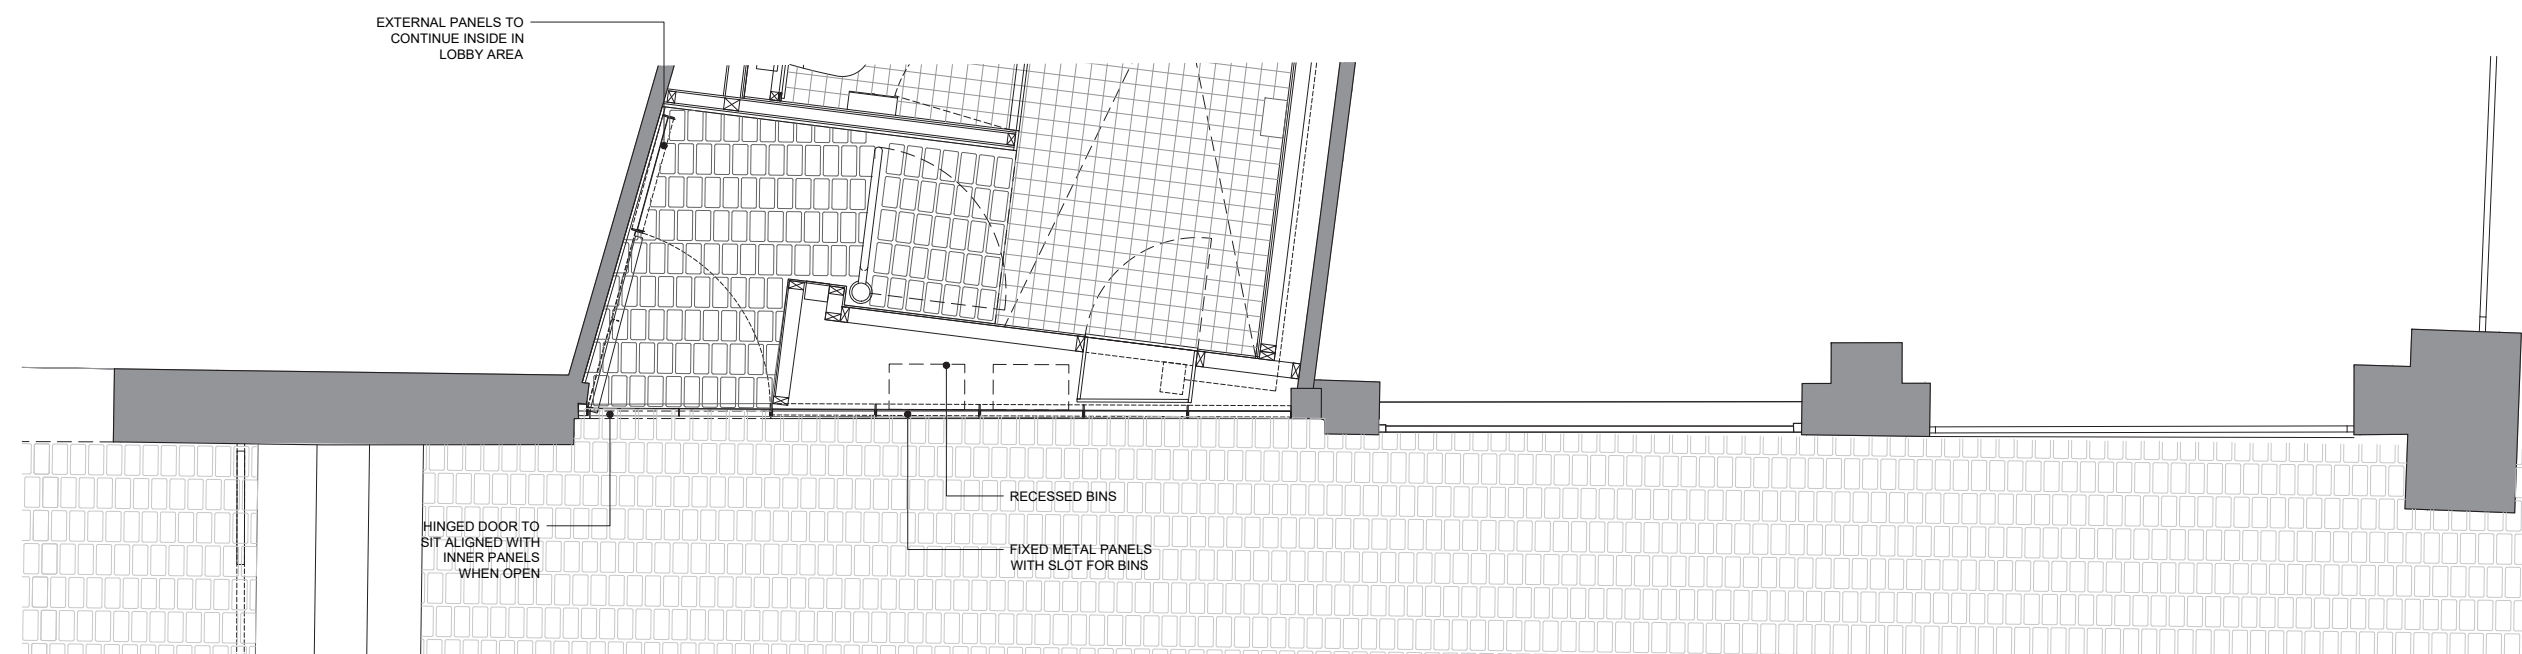 EXTERNAL PANELS TO
CONTINUE INSIDE IN
LOBBY AREA
RECESSED BINS
HINGED DOOR TO
SIT ALIGNED WITH
INNER PANELS
WHEN OPEN
FIXED METAL PANELS
WITH SLOT FOR BINS